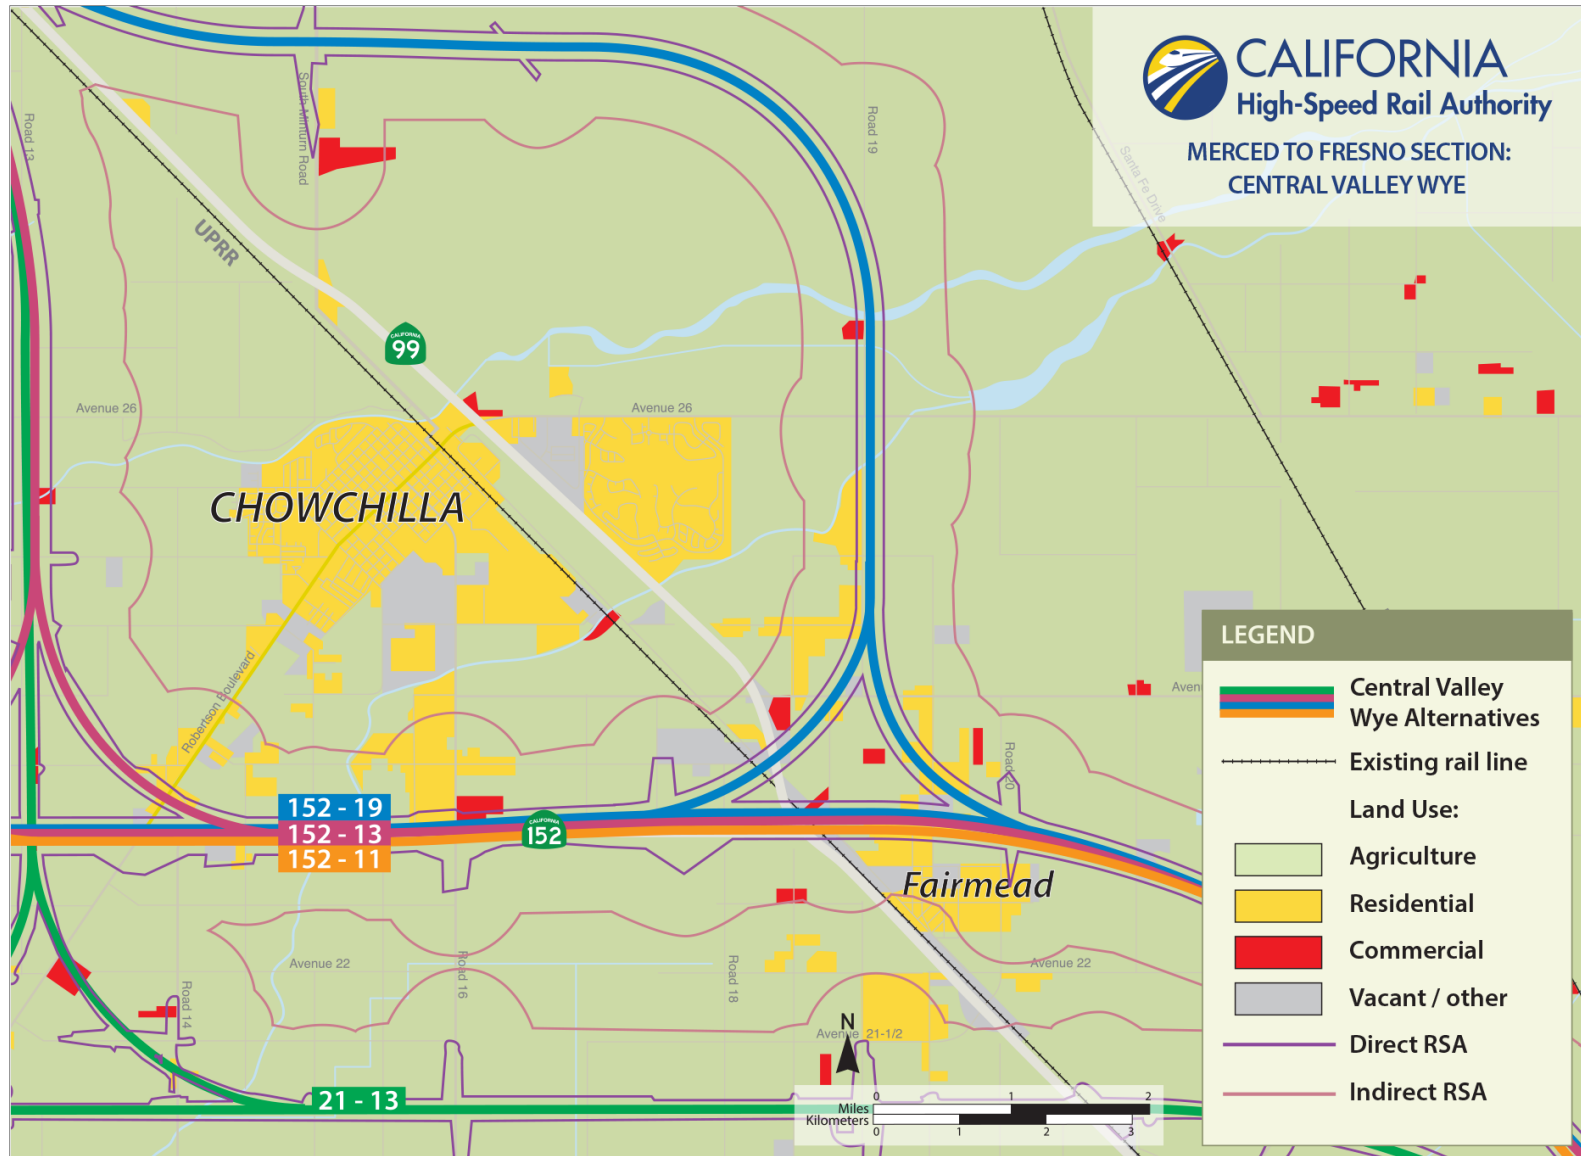 CALIFORNIA
High-Speed Rail Authority
MERCED TO FRESNO SECTION:
CENTRAL VALLEY WYE
Road 13
South Minturn Road
Road 19
Santa Fe Drive
UPRR
CALIFORNIA
99
Avenue 26
Avenue 26
CHOWCHILLA
Robertson Boulevard
Aven
Road 20
152 - 19
152 - 13
152 - 11
CALIFORNIA
152
Fairmead
Avenue 22
Road 16
Road 18
Avenue 22
Road 14
N
Avenue 21-1/2
21 - 13
0 1 2
Miles
Kilometers
0 1 2 3
LEGEND
Central Valley
Wye Alternatives
Existing rail line
Land Use:
Agriculture
Residential
Commercial
Vacant / other
Direct RSA
Indirect RSA